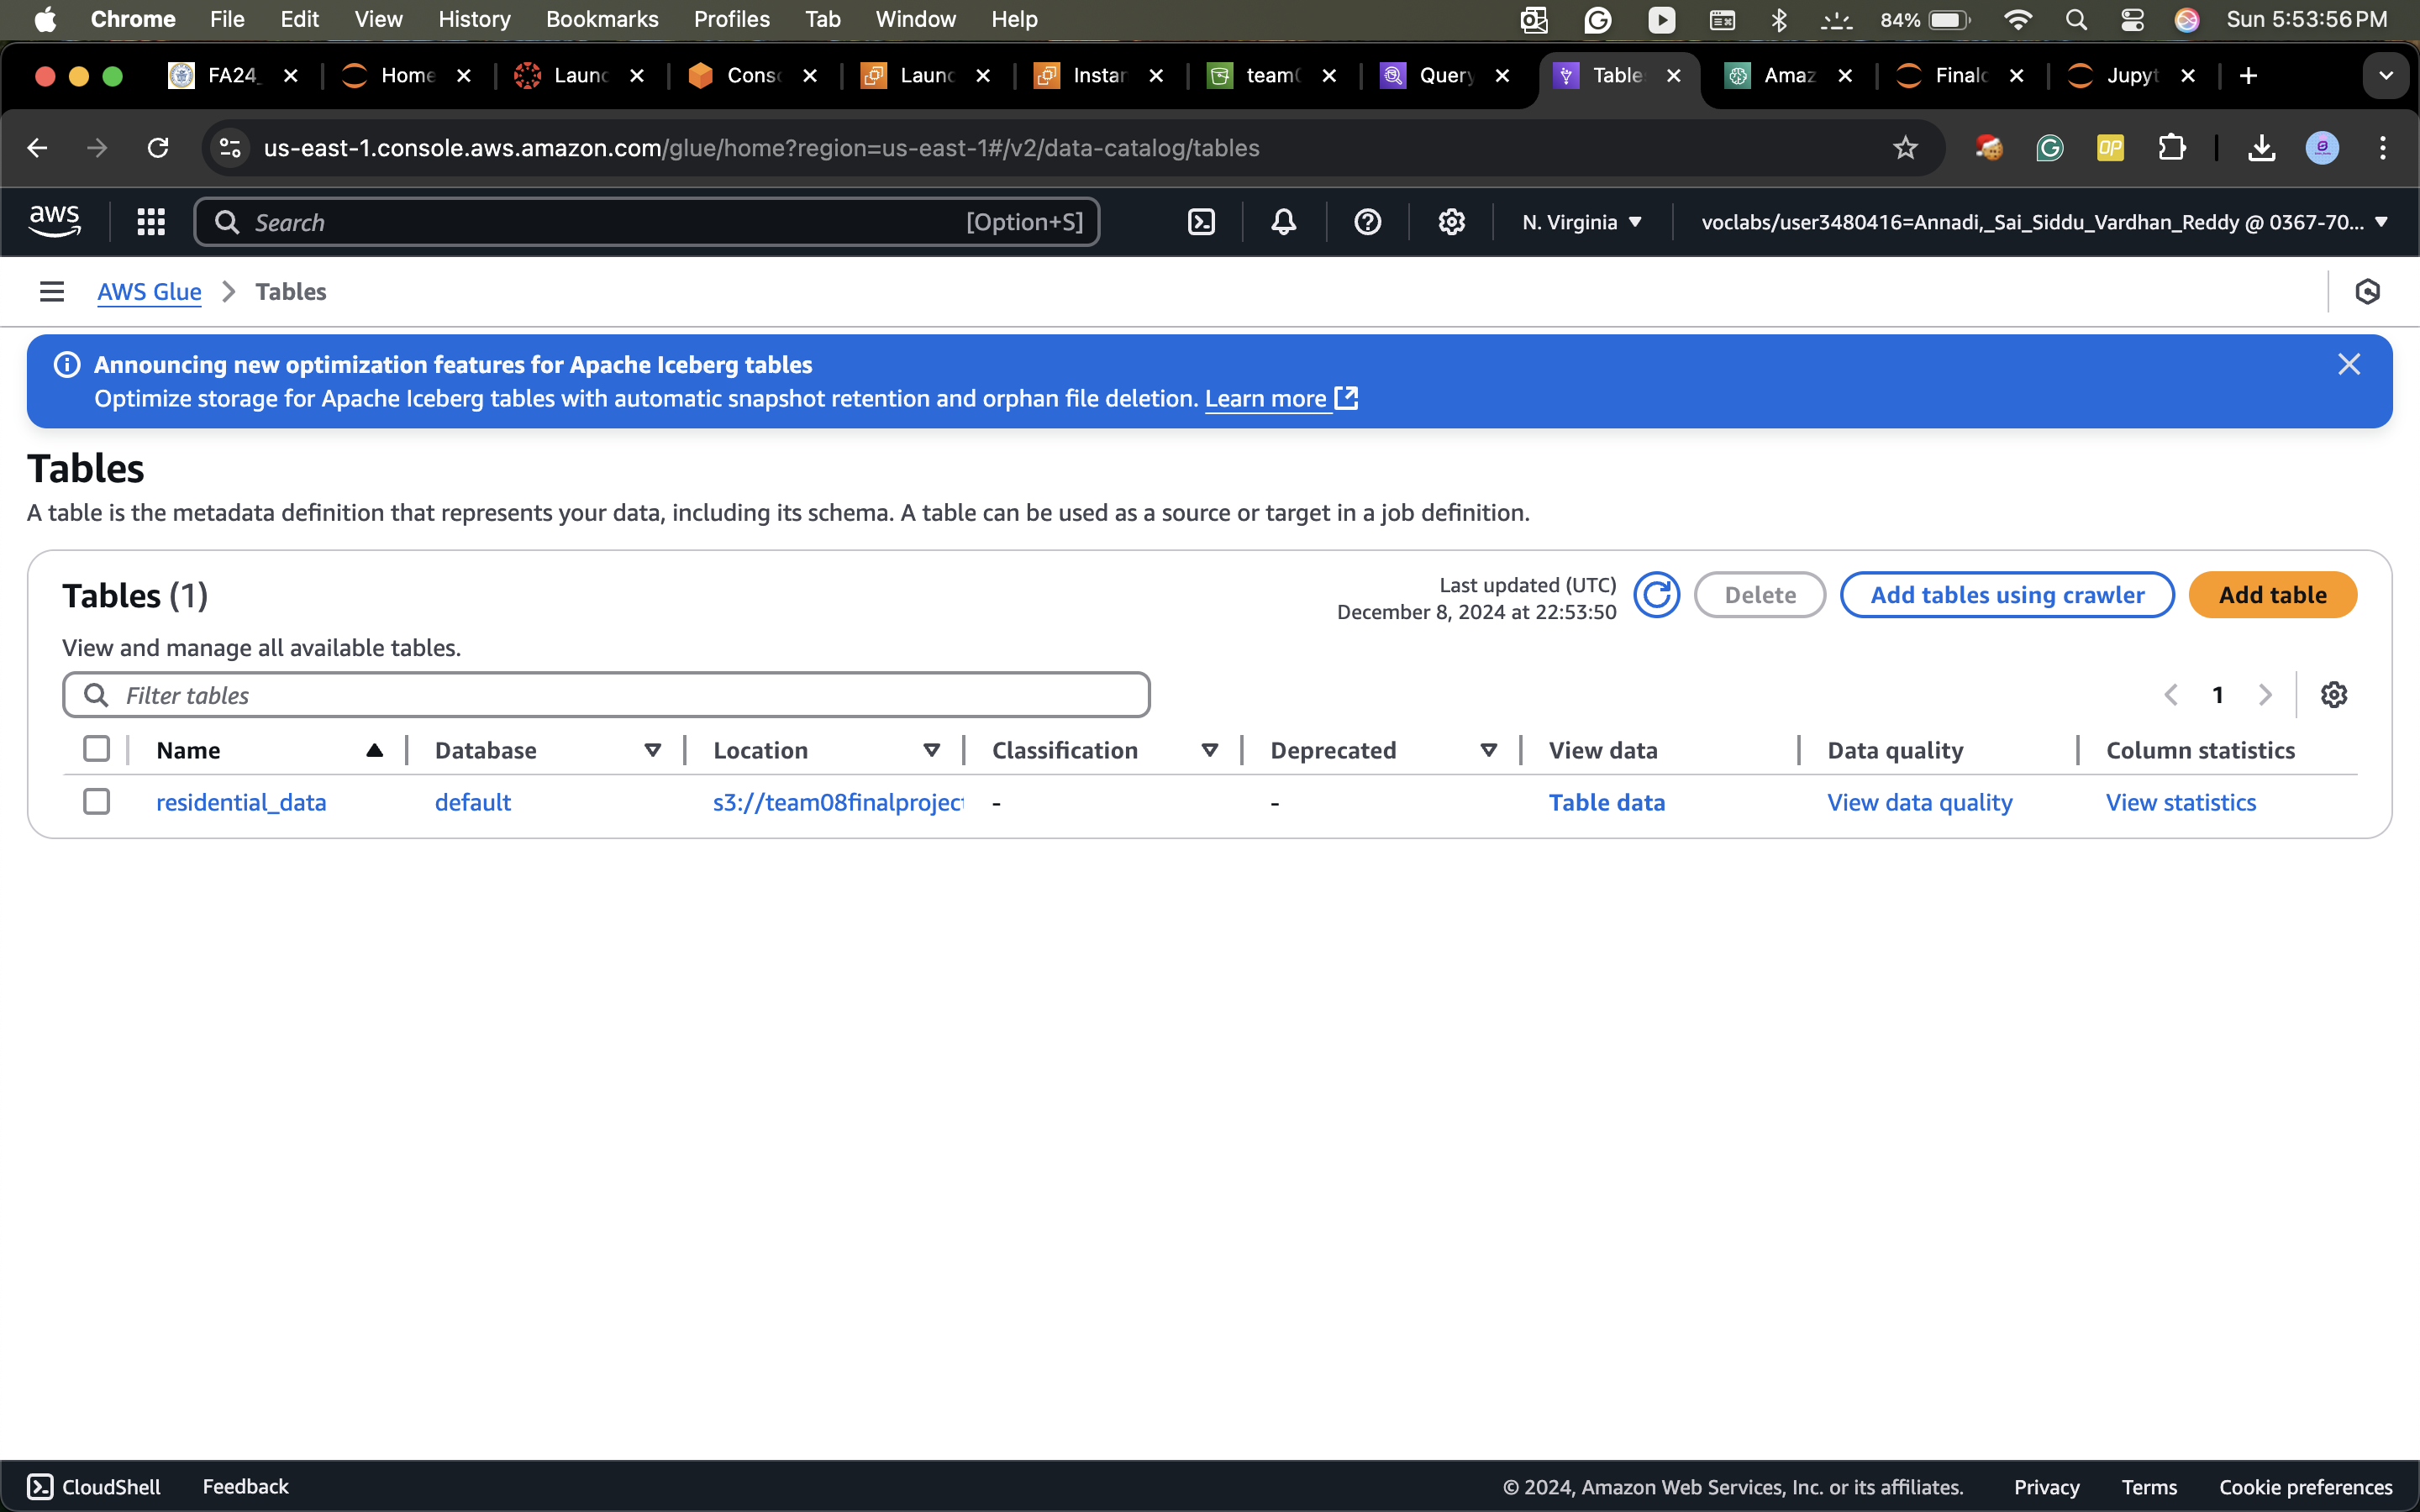 Chrome File Edit View History Bookmarks Profiles Tab Window Help 84% Sun 5:53:56 PM
FA24_ Home Launc Conso Launc Instar team0 Query Table Amaz Finalc Jupyt
us-east-1.console.aws.amazon.com/glue/home?region=us-east-1#/v2/data-catalog/tables
aws Search [Option+S] N. Virginia voclabs/user3480416=Annadi,_Sai_Siddu_Vardhan_Reddy @ 0367-70...
AWS Glue > Tables
Announcing new optimization features for Apache Iceberg tables
Optimize storage for Apache Iceberg tables with automatic snapshot retention and orphan file deletion. Learn more
Tables
A table is the metadata definition that represents your data, including its schema. A table can be used as a source or target in a job definition.
Tables (1)
Last updated (UTC)
December 8, 2024 at 22:53:50
Delete Add tables using crawler Add table
View and manage all available tables.
Filter tables
1
Name Database Location Classification Deprecated View data Data quality Column statistics
residential_data default s3://team08finalproject - - Table data View data quality View statistics
CloudShell Feedback © 2024, Amazon Web Services, Inc. or its affiliates. Privacy Terms Cookie preferences